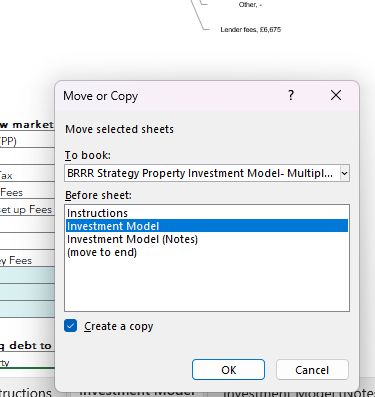 Other, -
Lender fees, £6,675
Move or Copy
?
w market
Move selected sheets
PP)
To book:
BRRR Strategy Property Investment Model- Multipl...
Tax
Before sheet:
Fees
Instructions
set up Fees
Investment Model
Investment Model (Notes)
(move to end)
y Fees
Create a copy
g debt to
rty
OK
Cancel
tructions
Investment Model
Investment Model (Notes